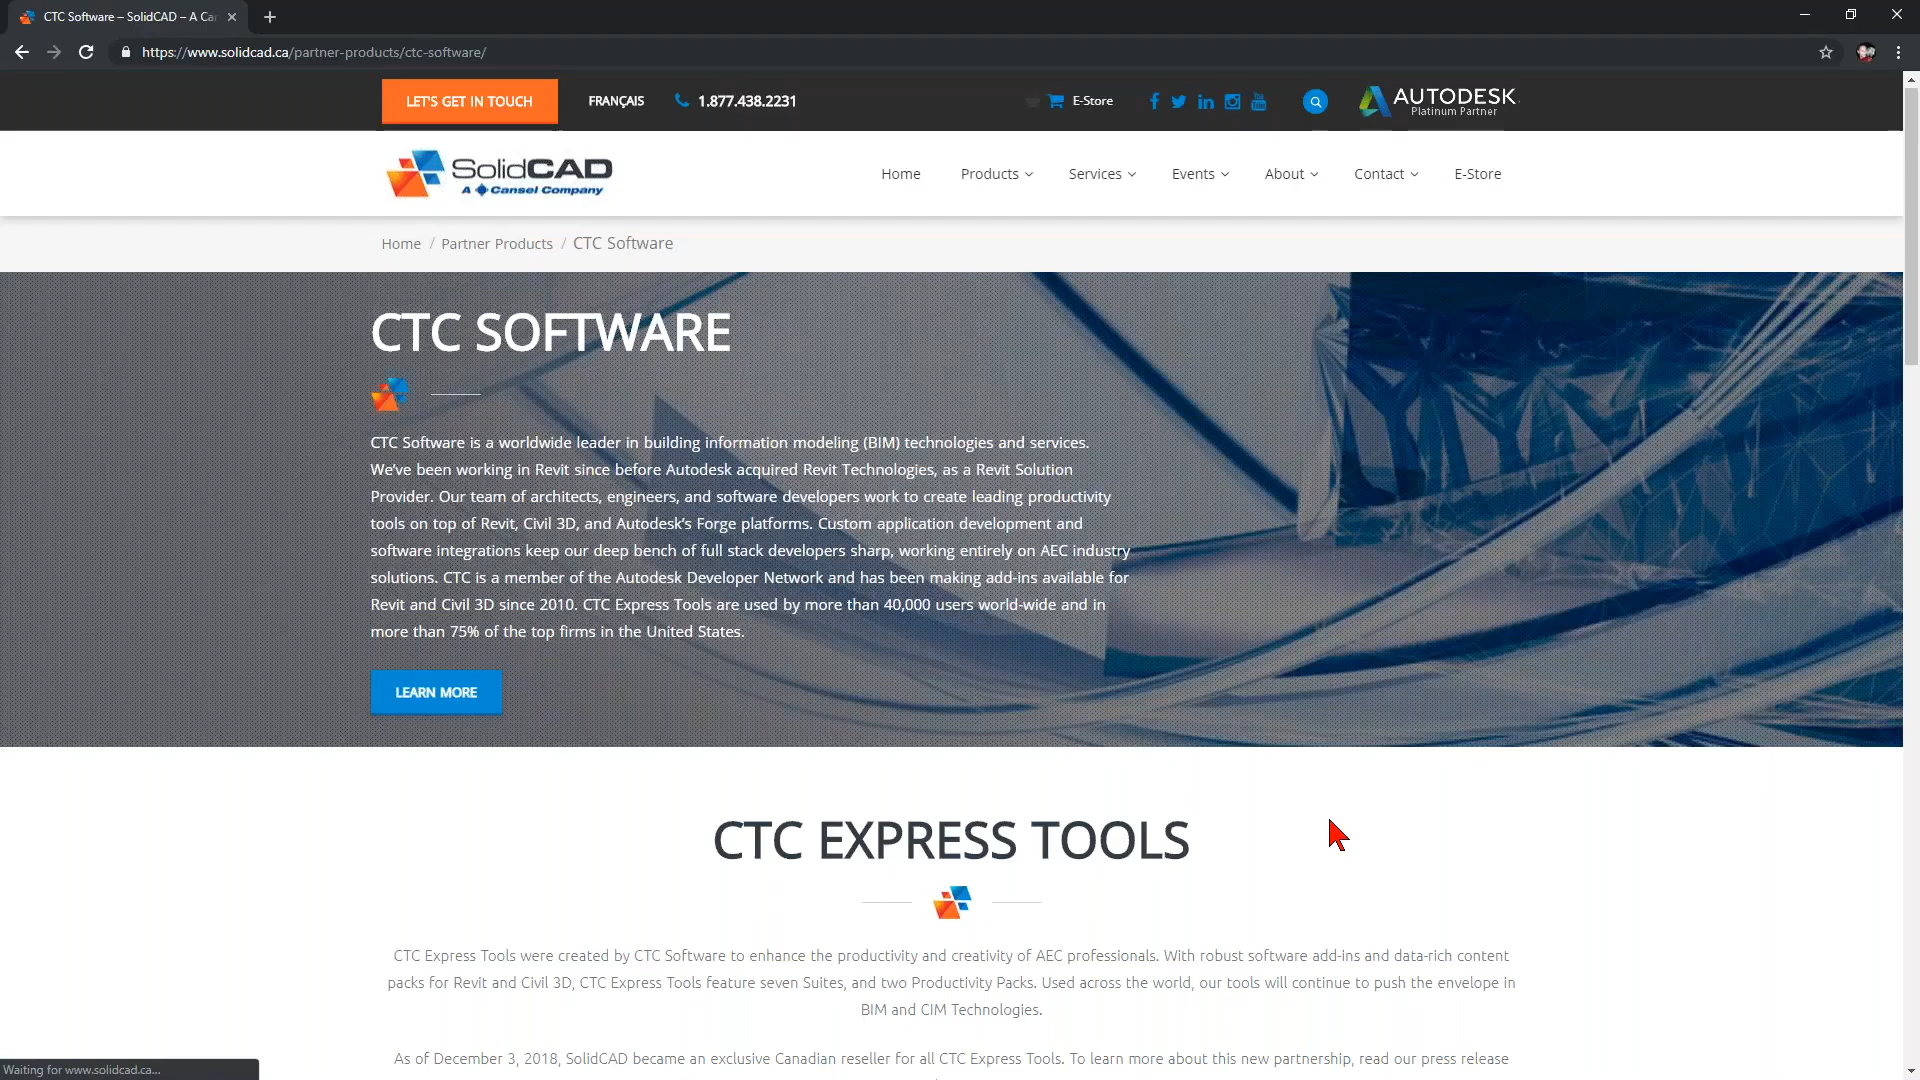 CTC Software – SolidCAD – A Ca
https://www.solidcad.ca/partner-products/ctc-software/
LET'S GET IN TOUCH
FRANÇAIS
1.877.438.2231
E-Store
AUTODESK
Platinum Partner
SolidCAD
A Cansel Company
Home
Products
Services
Events
About
Contact
E-Store
Home / Partner Products / CTC Software
CTC SOFTWARE
CTC Software is a worldwide leader in building information modeling (BIM) technologies and services.
We've been working in Revit since before Autodesk acquired Revit Technologies, as a Revit Solution
Provider. Our team of architects, engineers, and software developers work to create leading productivity
tools on top of Revit, Civil 3D, and Autodesk's Forge platforms. Custom application development and
software integrations keep our deep bench of full stack developers sharp, working entirely on AEC industry
solutions. CTC is a member of the Autodesk Developer Network and has been making add-ins available for
Revit and Civil 3D since 2010. CTC Express Tools are used by more than 40,000 users world-wide and in
more than 75% of the top firms in the United States.
LEARN MORE
CTC EXPRESS TOOLS
CTC Express Tools were created by CTC Software to enhance the productivity and creativity of AEC professionals. With robust software add-ins and data-rich content
packs for Revit and Civil 3D, CTC Express Tools feature seven Suites, and two Productivity Packs. Used across the world, our tools will continue to push the envelope in
BIM and CIM Technologies.
As of December 3, 2018, SolidCAD became an exclusive Canadian reseller for all CTC Express Tools. To learn more about this new partnership, read our press release
Waiting for www.solidcad.ca...